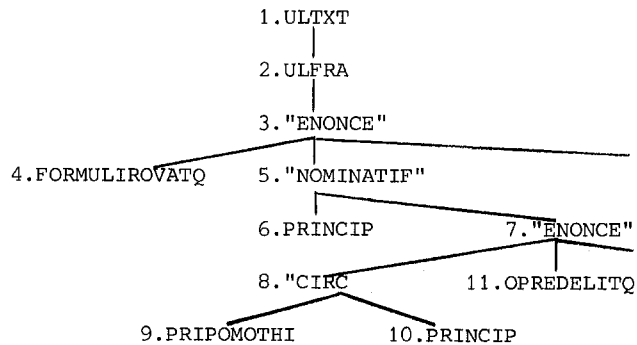 1.ULTXT
2.ULFRA
3."ENONCE"
4.FORMULIROVATQ 5."NOMINATIF"
6.PRINCIP 7."ENONCE"
8."CIRC 11.OPREDELITQ
9.PRIPOMOTHI 10.PRINCIP